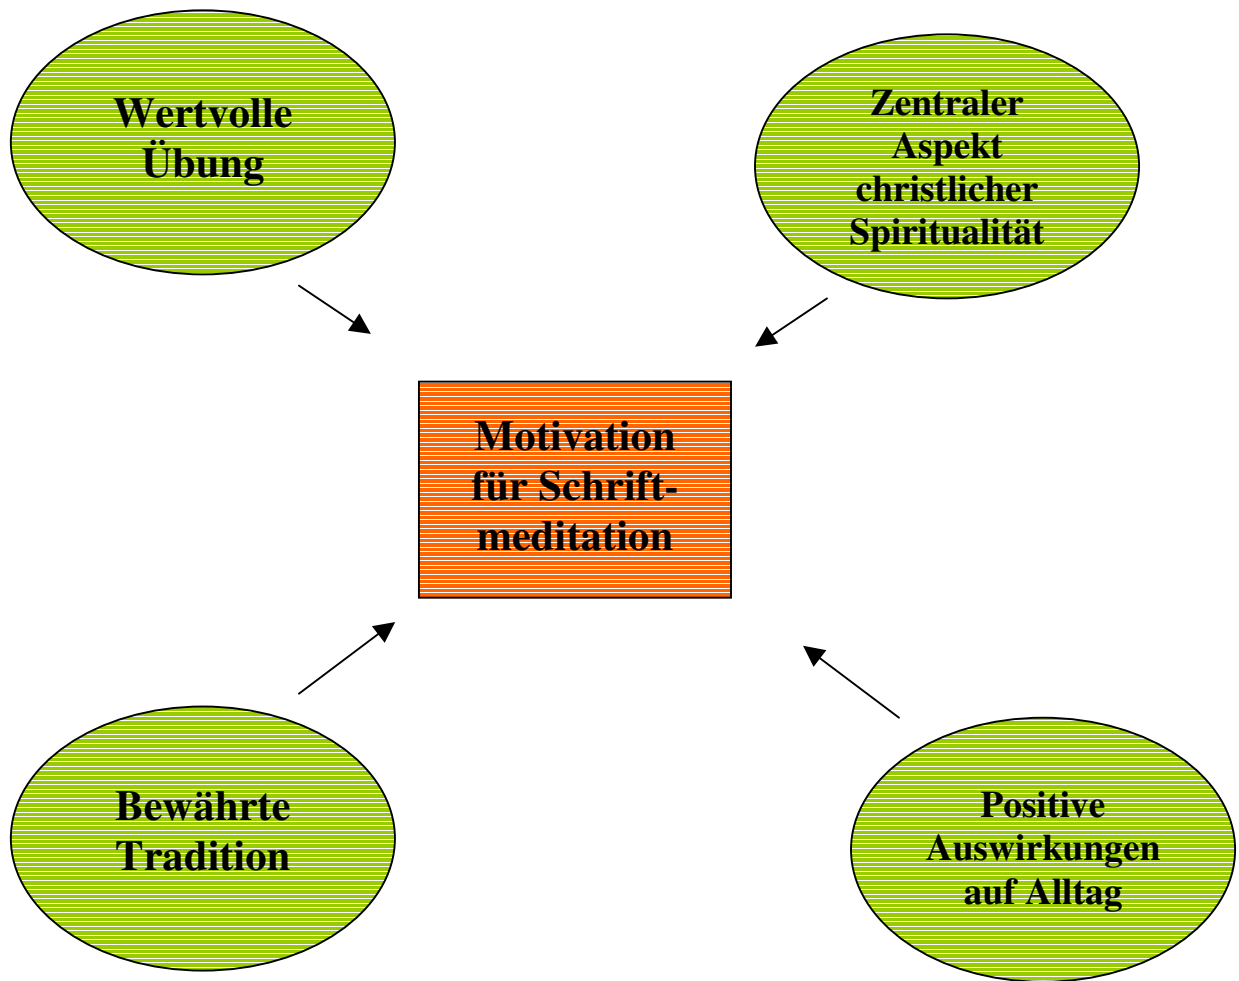 Wertvolle
Übung
Zentraler
Aspekt
christlicher
Spiritualität
Motivation
für Schrift-
meditation
Bewährte
Tradition
Positive
Auswirkungen
auf Alltag